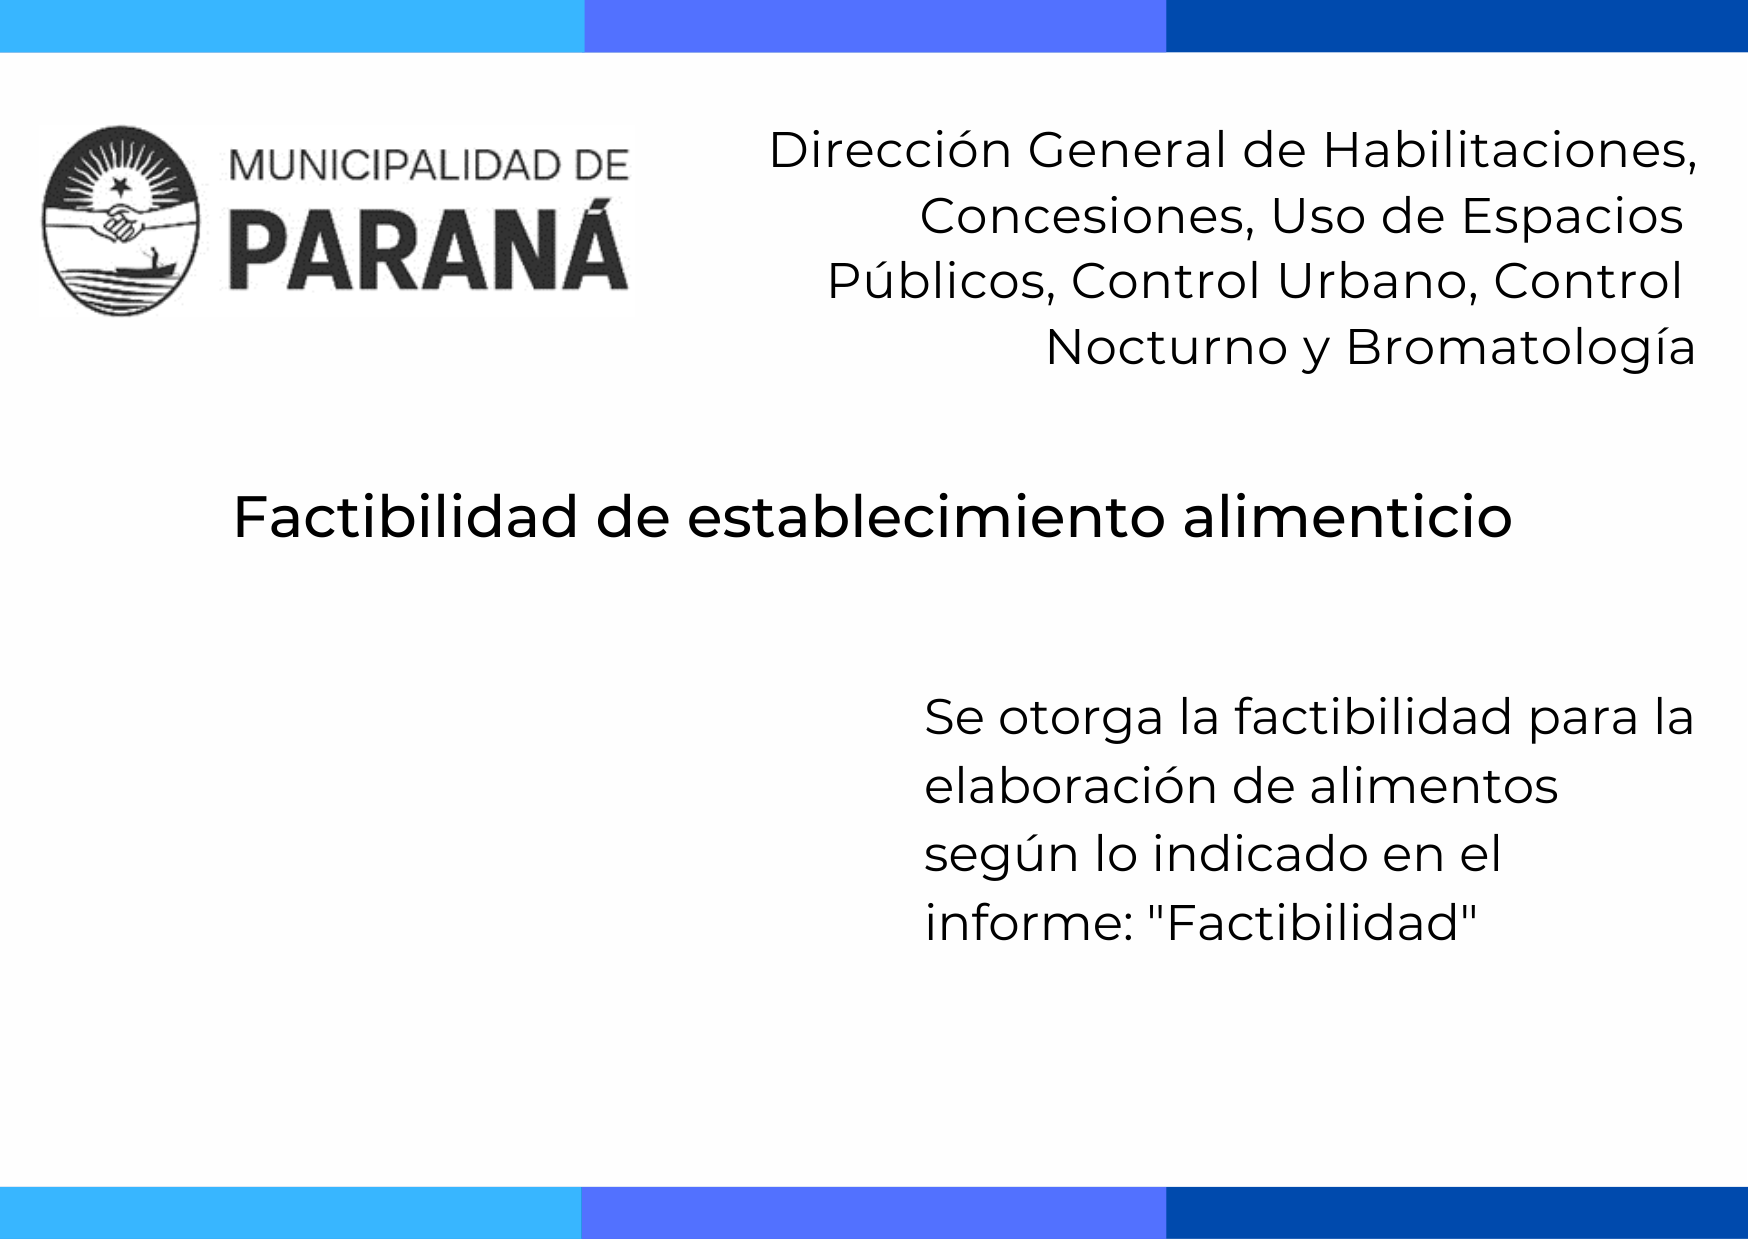 MUNICIPALIDAD DE
PARANÁ
Dirección General de Habilitaciones,
Concesiones, Uso de Espacios
Públicos, Control Urbano, Control
Nocturno y Bromatología
Factibilidad de establecimiento alimenticio
Se otorga la factibilidad para la
elaboración de alimentos
según lo indicado en el
informe: "Factibilidad"